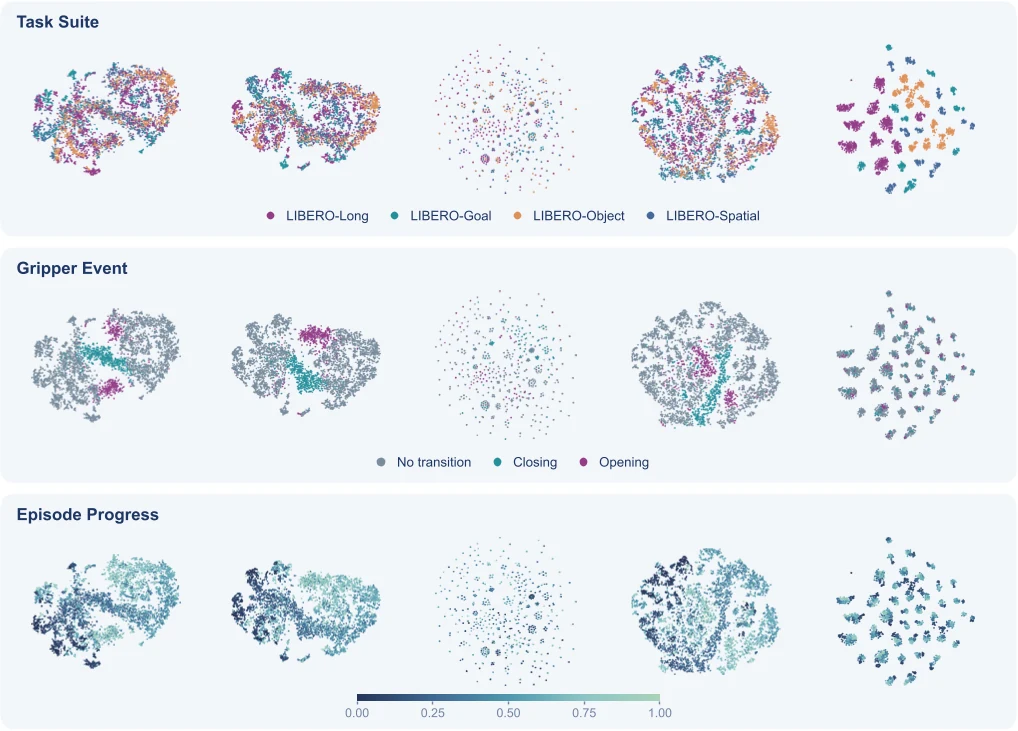 Task Suite
LIBERO-Long LIBERO-Goal LIBERO-Object LIBERO-Spatial
Gripper Event
No transition Closing Opening
Episode Progress
0.00 0.25 0.50 0.75 1.00